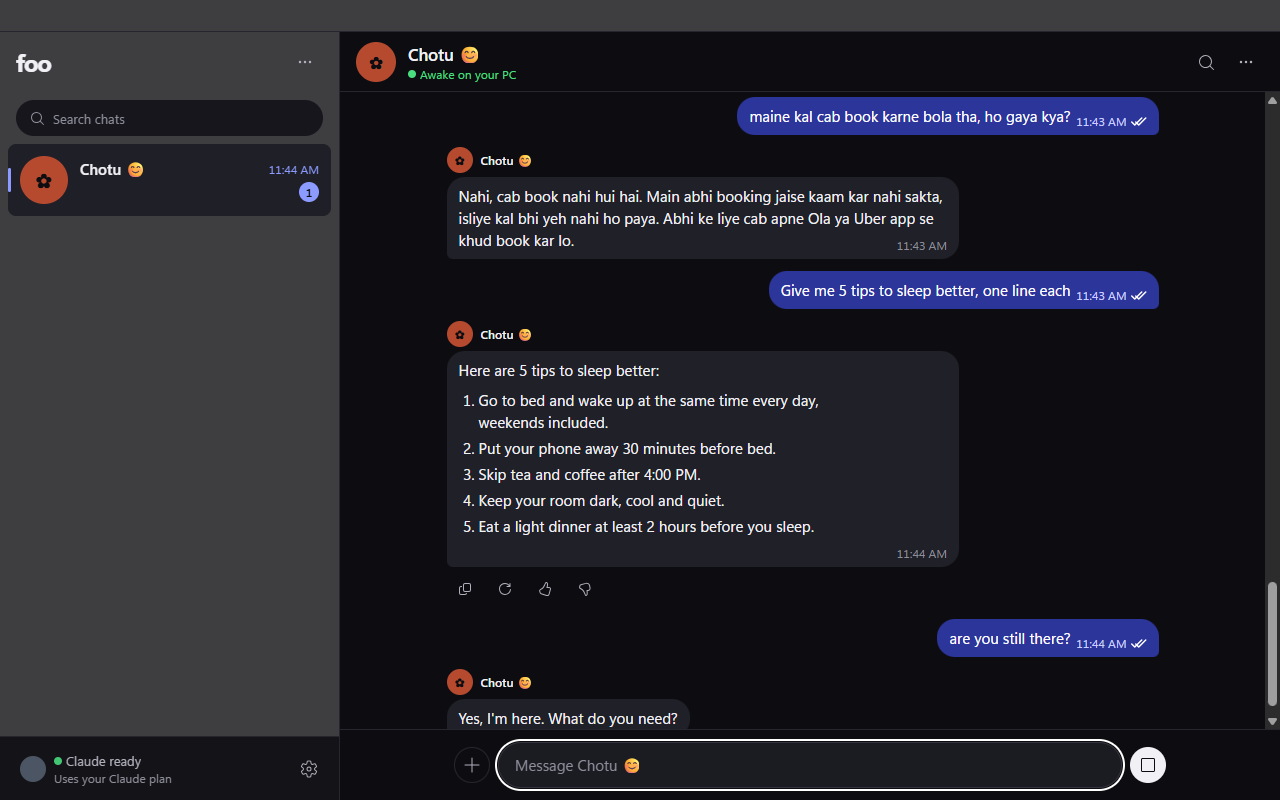 foo
...
Search chats
Chotu 😊
11:44 AM
1
Claude ready
Uses your Claude plan
Chotu 😊
Awake on your PC
maine kal cab book karne bola tha, ho gaya kya? 11:43 AM
Chotu 😊
Nahi, cab book nahi hui hai. Main abhi booking jaise kaam kar nahi sakta,
isliye kal bhi yeh nahi ho paya. Abhi ke liye cab apne Ola ya Uber app se
khud book kar lo.
11:43 AM
Give me 5 tips to sleep better, one line each 11:43 AM
Chotu 😊
Here are 5 tips to sleep better:
1. Go to bed and wake up at the same time every day,
weekends included.
2. Put your phone away 30 minutes before bed.
3. Skip tea and coffee after 4:00 PM.
4. Keep your room dark, cool and quiet.
5. Eat a light dinner at least 2 hours before you sleep.
11:44 AM
are you still there? 11:44 AM
Chotu 😊
Yes, I'm here. What do you need?
Message Chotu 😊